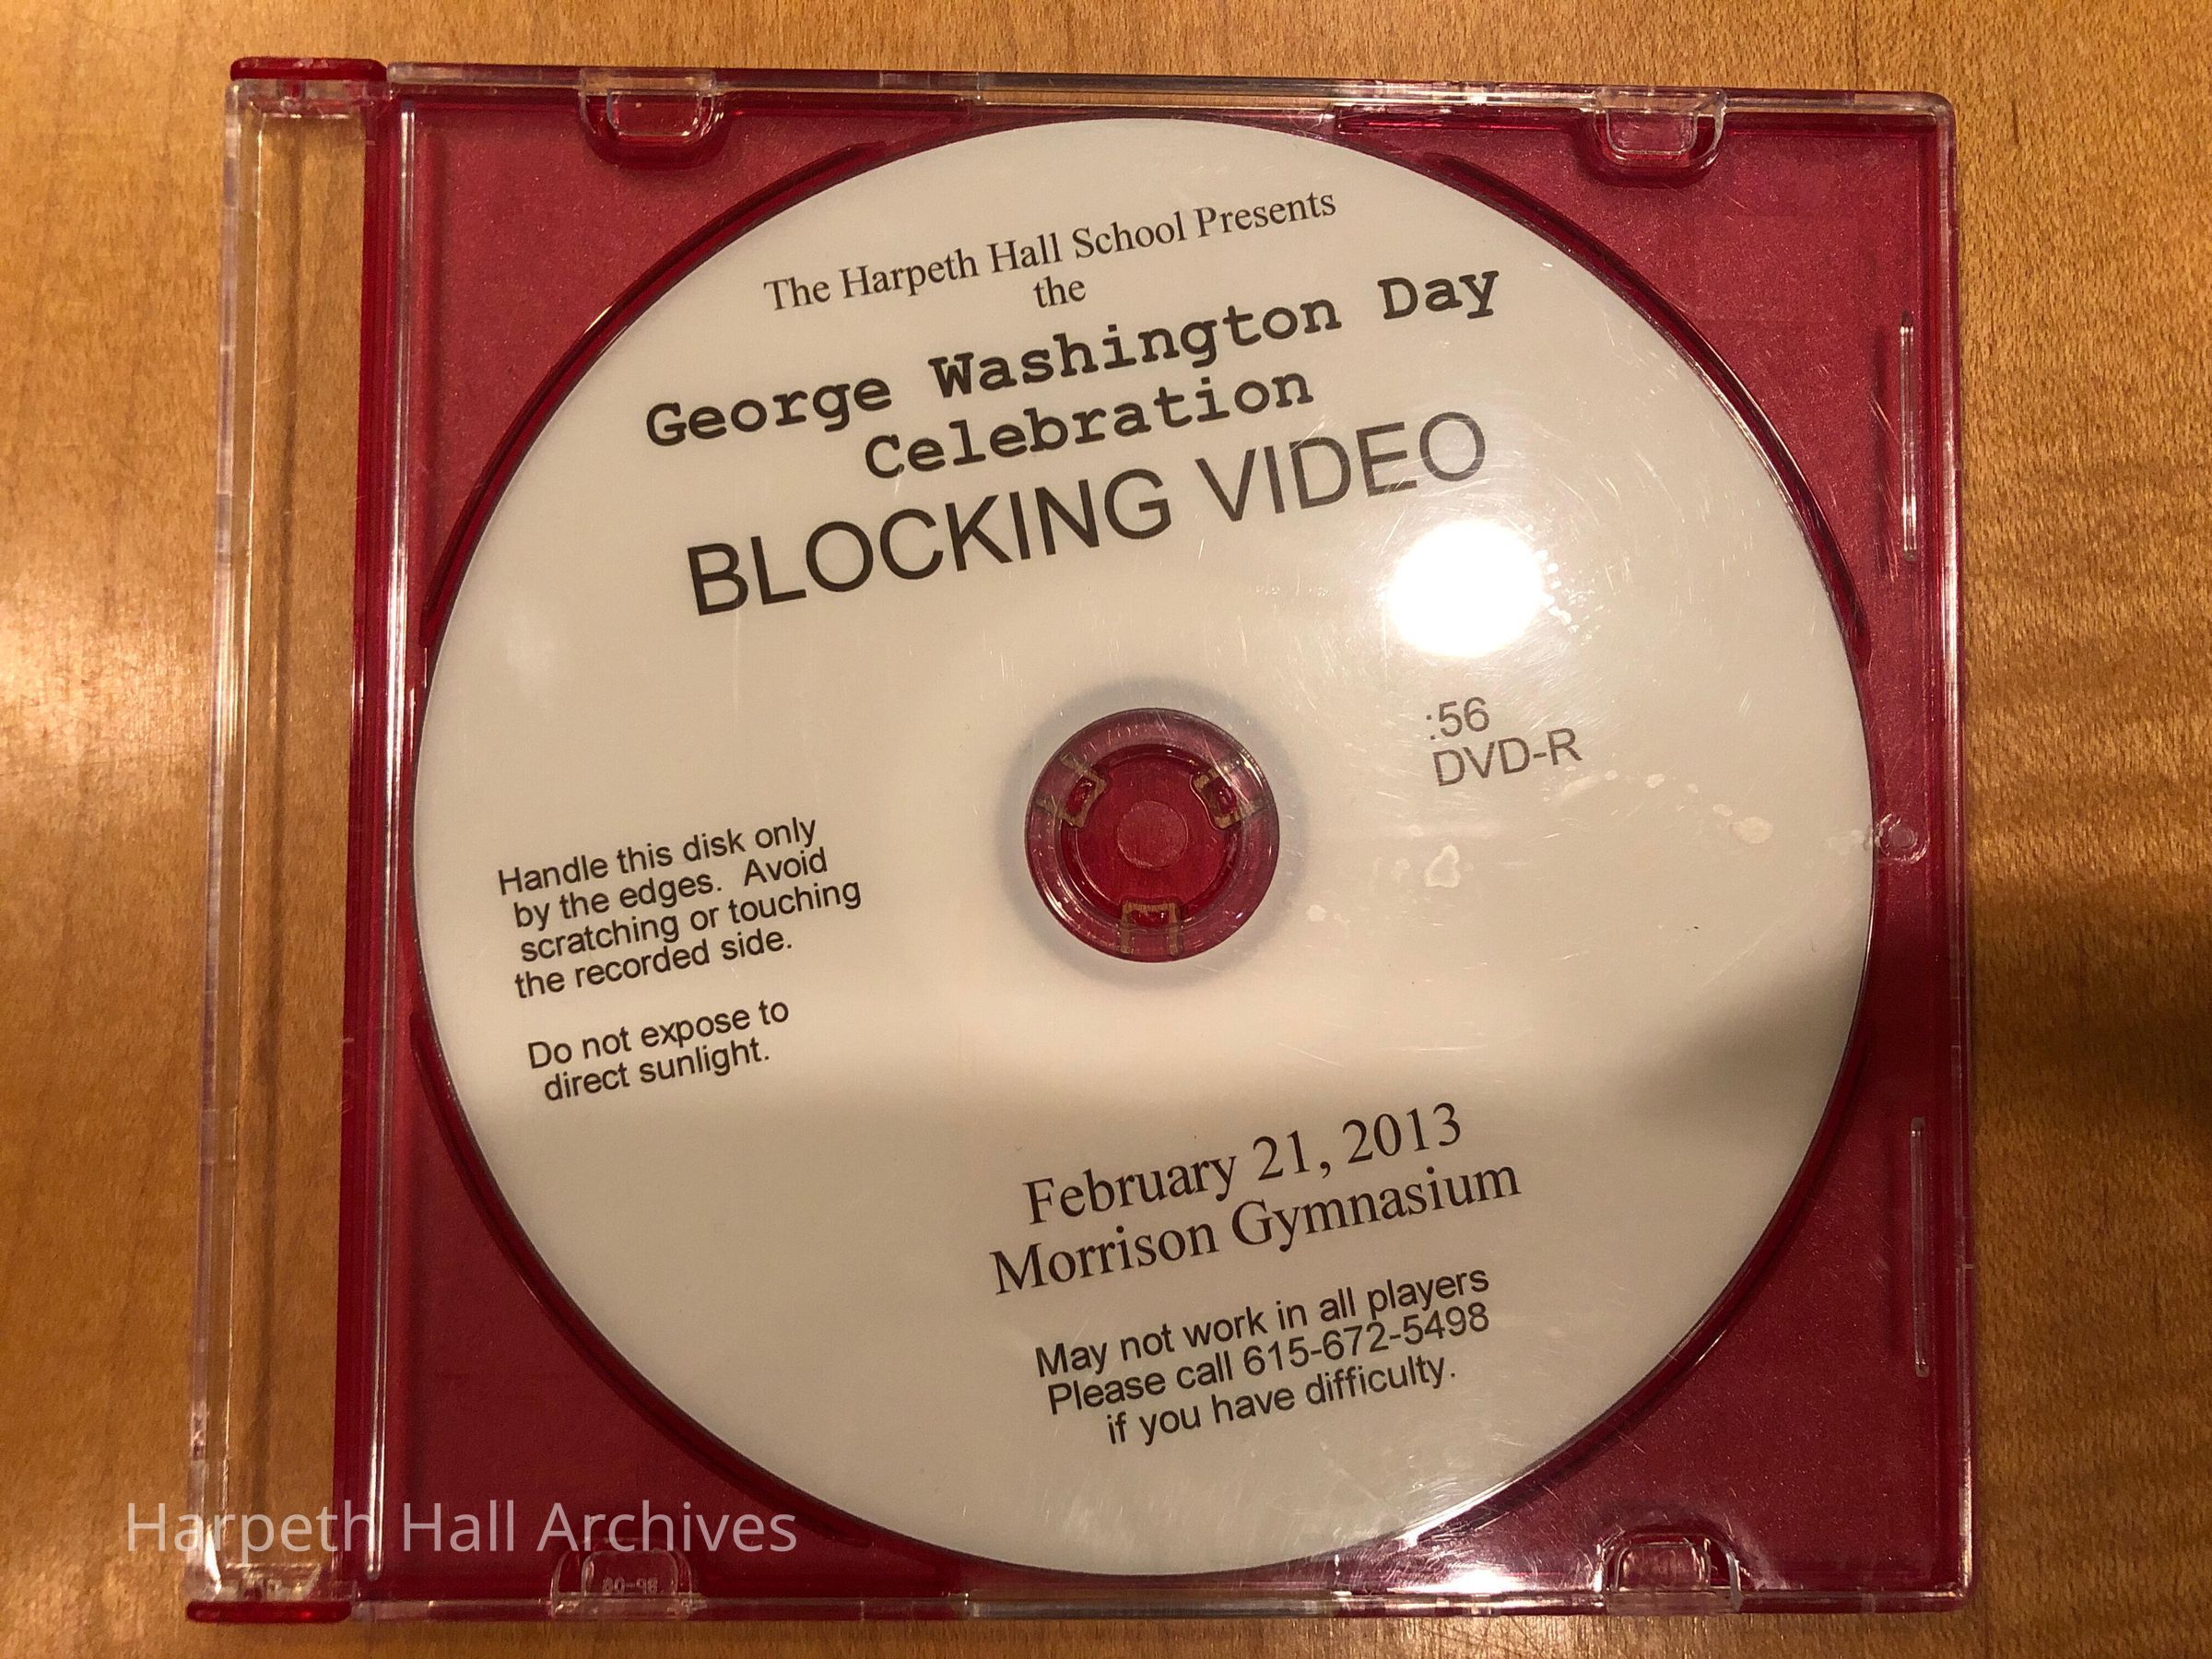 The Harpeth Hall School Presents
the
George Washington Day
Celebration
BLOCKING VIDEO
:56
DVD-R
Handle this disk only
by the edges.  Avoid
scratching or touching
the recorded side.
Do not expose to
direct sunlight.
February 21, 2013
Morrison Gymnasium
May not work in all players
Please call 615-672-5498
if you have difficulty.
Harpeth Hall Archives